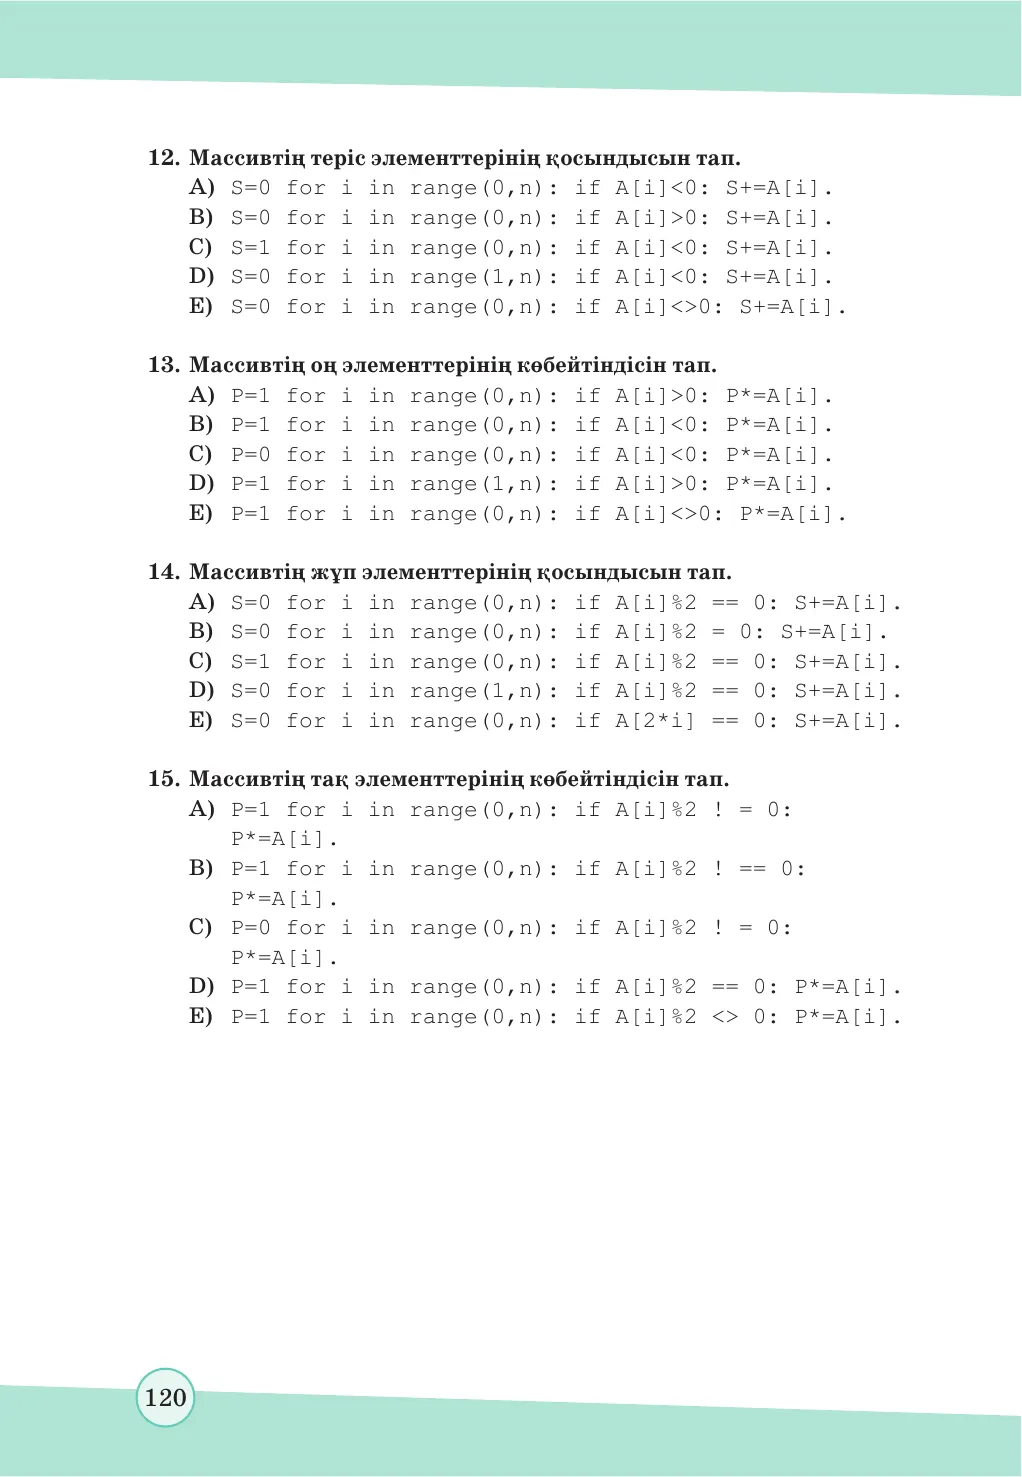 12. Массивтің теріс элементтерінің қосындысын тап.
A) S=0 for i in range(0,n): if A[i]<0: S+=A[i].
B) S=0 for i in range(0,n): if A[i]>0: S+=A[i].
C) S=1 for i in range(0,n): if A[i]<0: S+=A[i].
D) S=0 for i in range(1,n): if A[i]<0: S+=A[i].
E) S=0 for i in range(0,n): if A[i]<>0: S+=A[i].
13. Массивтің оң элементтерінің көбейтіндісін тап.
A) P=1 for i in range(0,n): if A[i]>0: P*=A[i].
B) P=1 for i in range(0,n): if A[i]<0: P*=A[i].
C) P=0 for i in range(0,n): if A[i]<0: P*=A[i].
D) P=1 for i in range(1,n): if A[i]>0: P*=A[i].
E) P=1 for i in range(0,n): if A[i]<>0: P*=A[i].
14. Массивтің жұп элементтерінің қосындысын тап.
A) S=0 for i in range(0,n): if A[i]%2 == 0: S+=A[i].
B) S=0 for i in range(0,n): if A[i]%2 = 0: S+=A[i].
C) S=1 for i in range(0,n): if A[i]%2 == 0: S+=A[i].
D) S=0 for i in range(1,n): if A[i]%2 == 0: S+=A[i].
E) S=0 for i in range(0,n): if A[2*i] == 0: S+=A[i].
15. Массивтің тақ элементтерінің көбейтіндісін тап.
A) P=1 for i in range(0,n): if A[i]%2 ! = 0:
P*=A[i].
B) P=1 for i in range(0,n): if A[i]%2 ! == 0:
P*=A[i].
C) P=0 for i in range(0,n): if A[i]%2 ! = 0:
P*=A[i].
D) P=1 for i in range(0,n): if A[i]%2 == 0: P*=A[i].
E) P=1 for i in range(0,n): if A[i]%2 <> 0: P*=A[i].
120